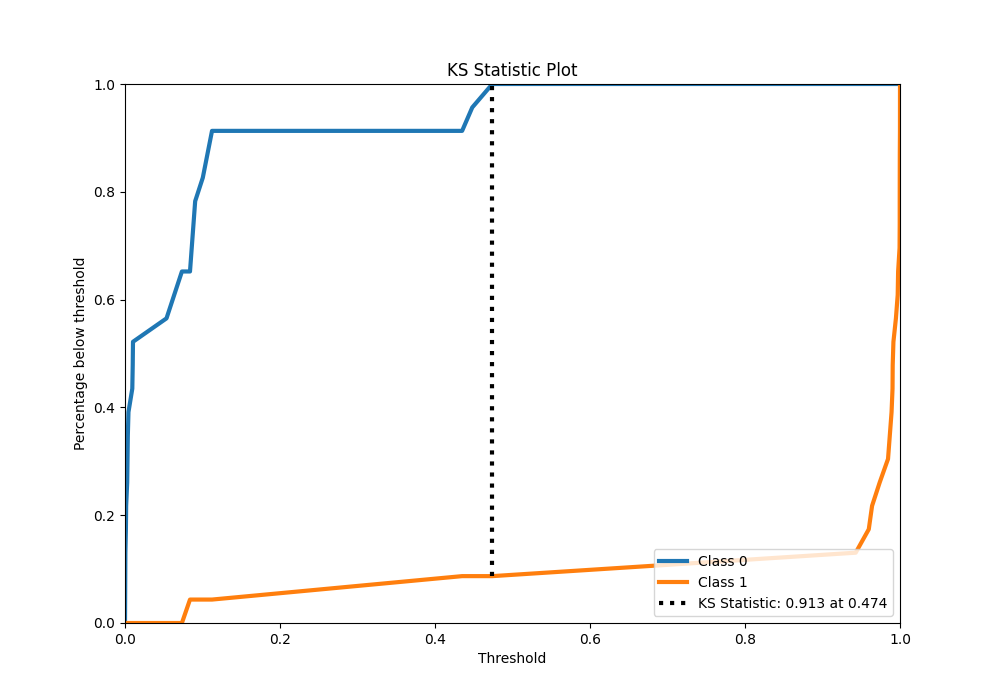 KS Statistic Plot
1.0
0.8
0.6
0.4
0.2
0.0
Percentage below threshold
Class 0
Class 1
KS Statistic: 0.913 at 0.474
0.0 0.2 0.4 0.6 0.8 1.0
Threshold